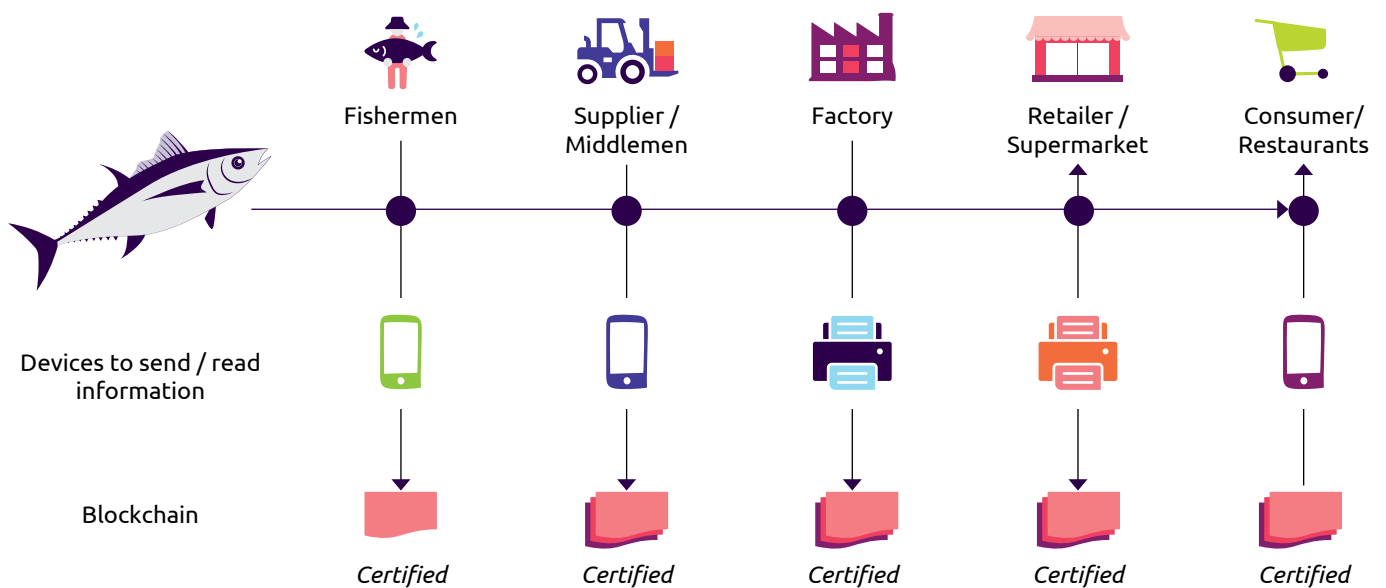 Fishermen
Supplier /
Middlemen
Factory
Retailer /
Supermarket
Consumer/
Restaurants
Devices to send / read
information
Blockchain
Certified
Certified
Certified
Certified
Certified